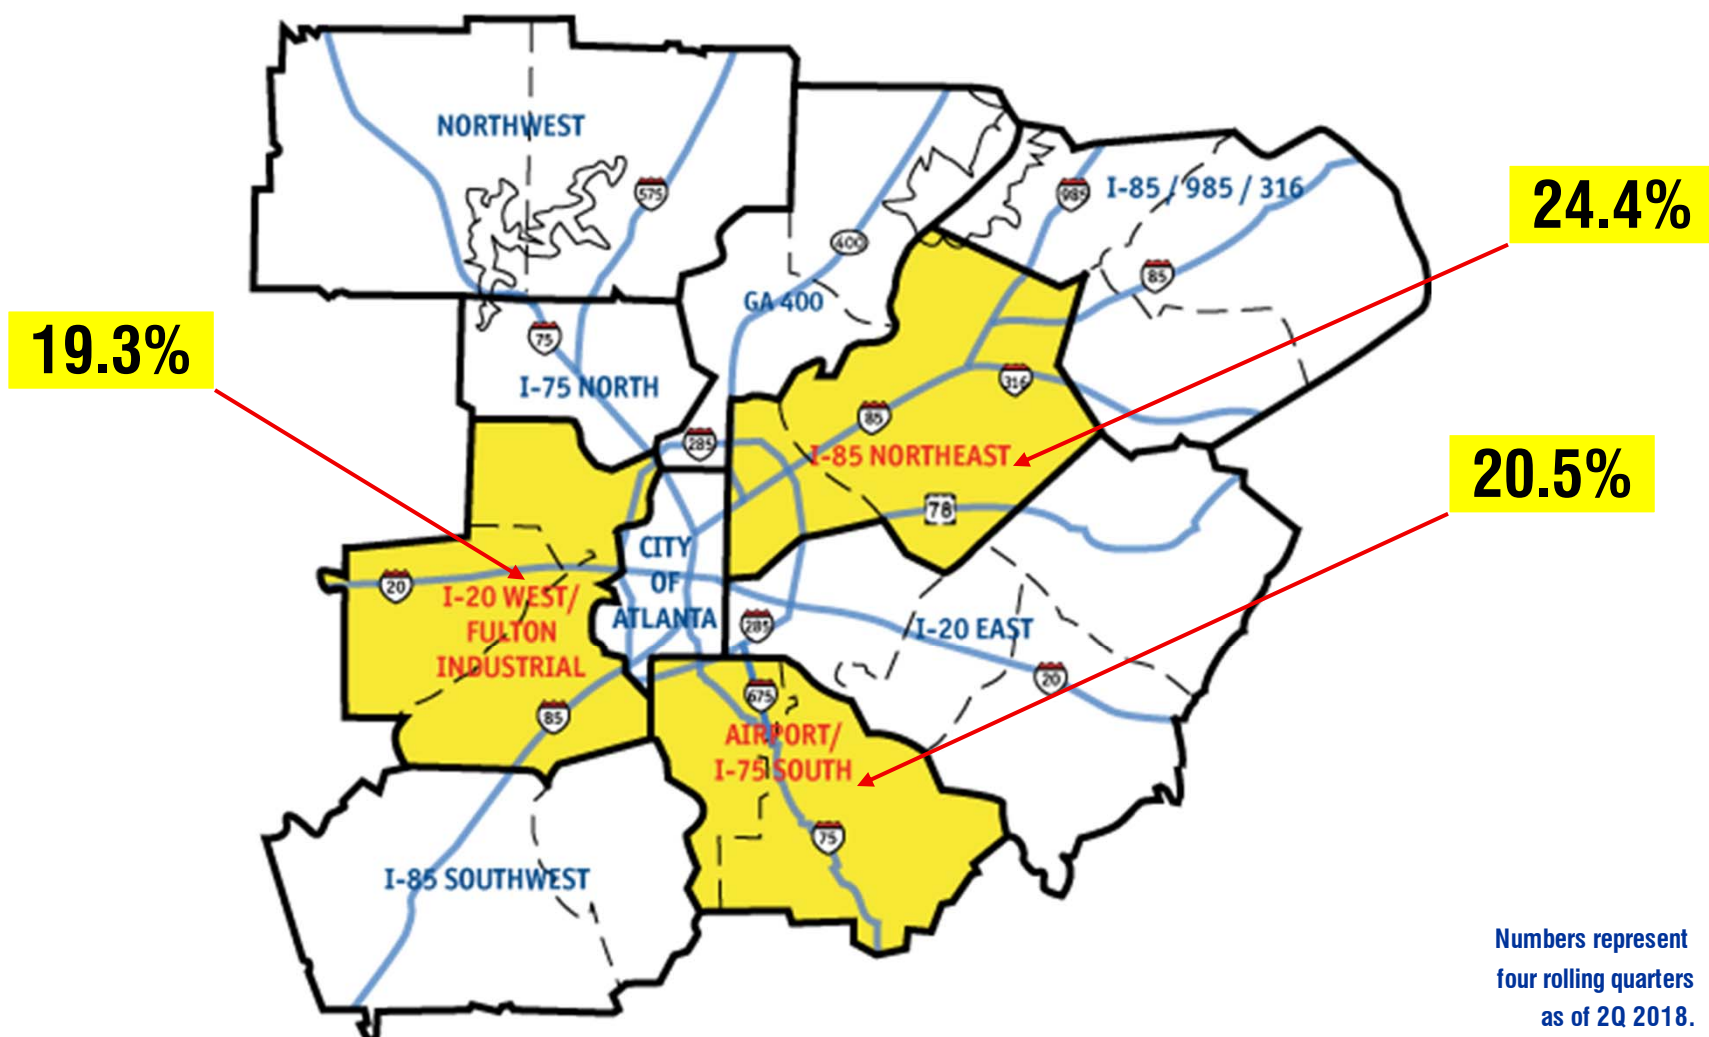 NORTHWEST
575
985
I-85 / 985 / 316
24.4%
400
85
GA 400
19.3%
75
I-75 NORTH
316
85
285
I-85 NORTHEAST
20.5%
78
CITY
OF
ATLANTA
20
I-20 WEST/
FULTON
INDUSTRIAL
285
I-20 EAST
20
675
85
AIRPORT/
I-75 SOUTH
75
I-85 SOUTHWEST
Numbers represent
four rolling quarters
as of 2Q 2018.